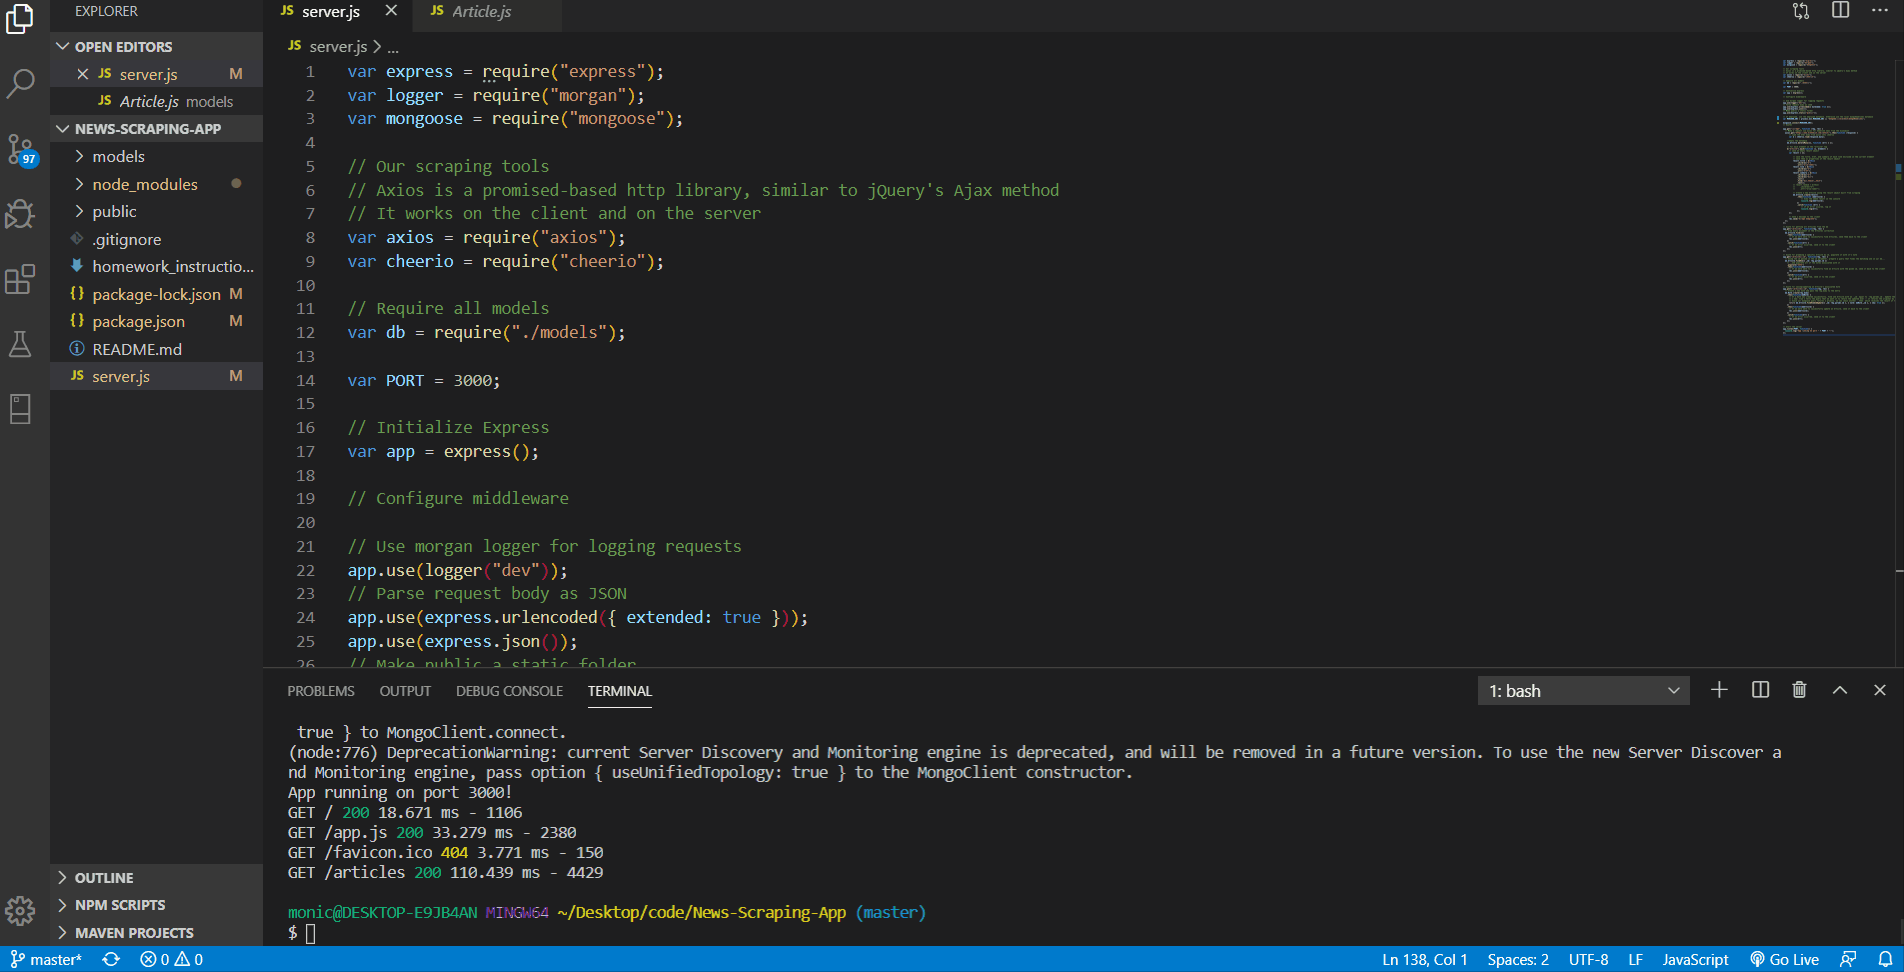 EXPLORER
OPEN EDITORS
JS server.js M
JS Article.js models
NEWS-SCRAPING-APP
models
node_modules
public
.gitignore
homework_instructio...
{} package-lock.json M
{} package.json M
README.md
JS server.js M
OUTLINE
NPM SCRIPTS
MAVEN PROJECTS
97
JS server.js
JS Article.js
JS server.js > ...
1 var express = require("express");
2 var logger = require("morgan");
3 var mongoose = require("mongoose");
4
5 // Our scraping tools
6 // Axios is a promised-based http library, similar to jQuery's Ajax method
7 // It works on the client and on the server
8 var axios = require("axios");
9 var cheerio = require("cheerio");
10
11 // Require all models
12 var db = require("./models");
13
14 var PORT = 3000;
15
16 // Initialize Express
17 var app = express();
18
19 // Configure middleware
20
21 // Use morgan logger for logging requests
22 app.use(logger("dev"));
23 // Parse request body as JSON
24 app.use(express.urlencoded({ extended: true }));
25 app.use(express.json());
26 // Make public a static folder
PROBLEMS OUTPUT DEBUG CONSOLE TERMINAL 1: bash
true } to MongoClient.connect.
(node:776) DeprecationWarning: current Server Discovery and Monitoring engine is deprecated, and will be removed in a future version. To use the new Server Discover a
nd Monitoring engine, pass option { useUnifiedTopology: true } to the MongoClient constructor.
App running on port 3000!
GET / 200 18.671 ms - 1106
GET /app.js 200 33.279 ms - 2380
GET /favicon.ico 404 3.771 ms - 150
GET /articles 200 110.439 ms - 4429
monic@DESKTOP-E9JB4AN MINGW64 ~/Desktop/code/News-Scraping-App (master)
$
master* 0 0 Ln 138, Col 1 Spaces: 2 UTF-8 LF JavaScript Go Live